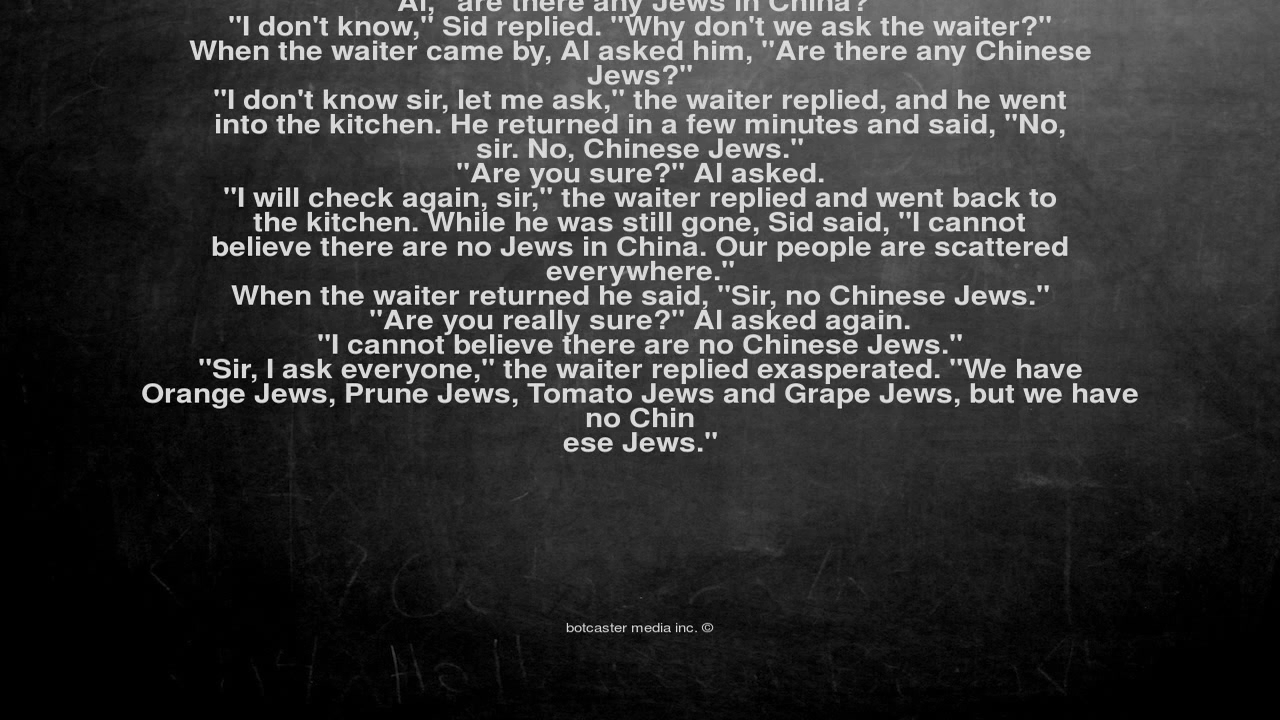 Al," are there any Jews in China?
"I don't know," Sid replied. "Why don't we ask the waiter?"
When the waiter came by, Al asked him, "Are there any Chinese
Jews?"
"I don't know sir, let me ask," the waiter replied, and he went
into the kitchen. He returned in a few minutes and said, "No,
sir. No, Chinese Jews."
"Are you sure?" Al asked.
"I will check again, sir," the waiter replied and went back to
the kitchen. While he was still gone, Sid said, "I cannot
believe there are no Jews in China. Our people are scattered
everywhere."
When the waiter returned he said, "Sir, no Chinese Jews."
"Are you really sure?" Al asked again.
"I cannot believe there are no Chinese Jews."
"Sir, I ask everyone," the waiter replied exasperated. "We have
Orange Jews, Prune Jews, Tomato Jews and Grape Jews, but we have
no Chin
ese Jews."
botcaster media inc. ©